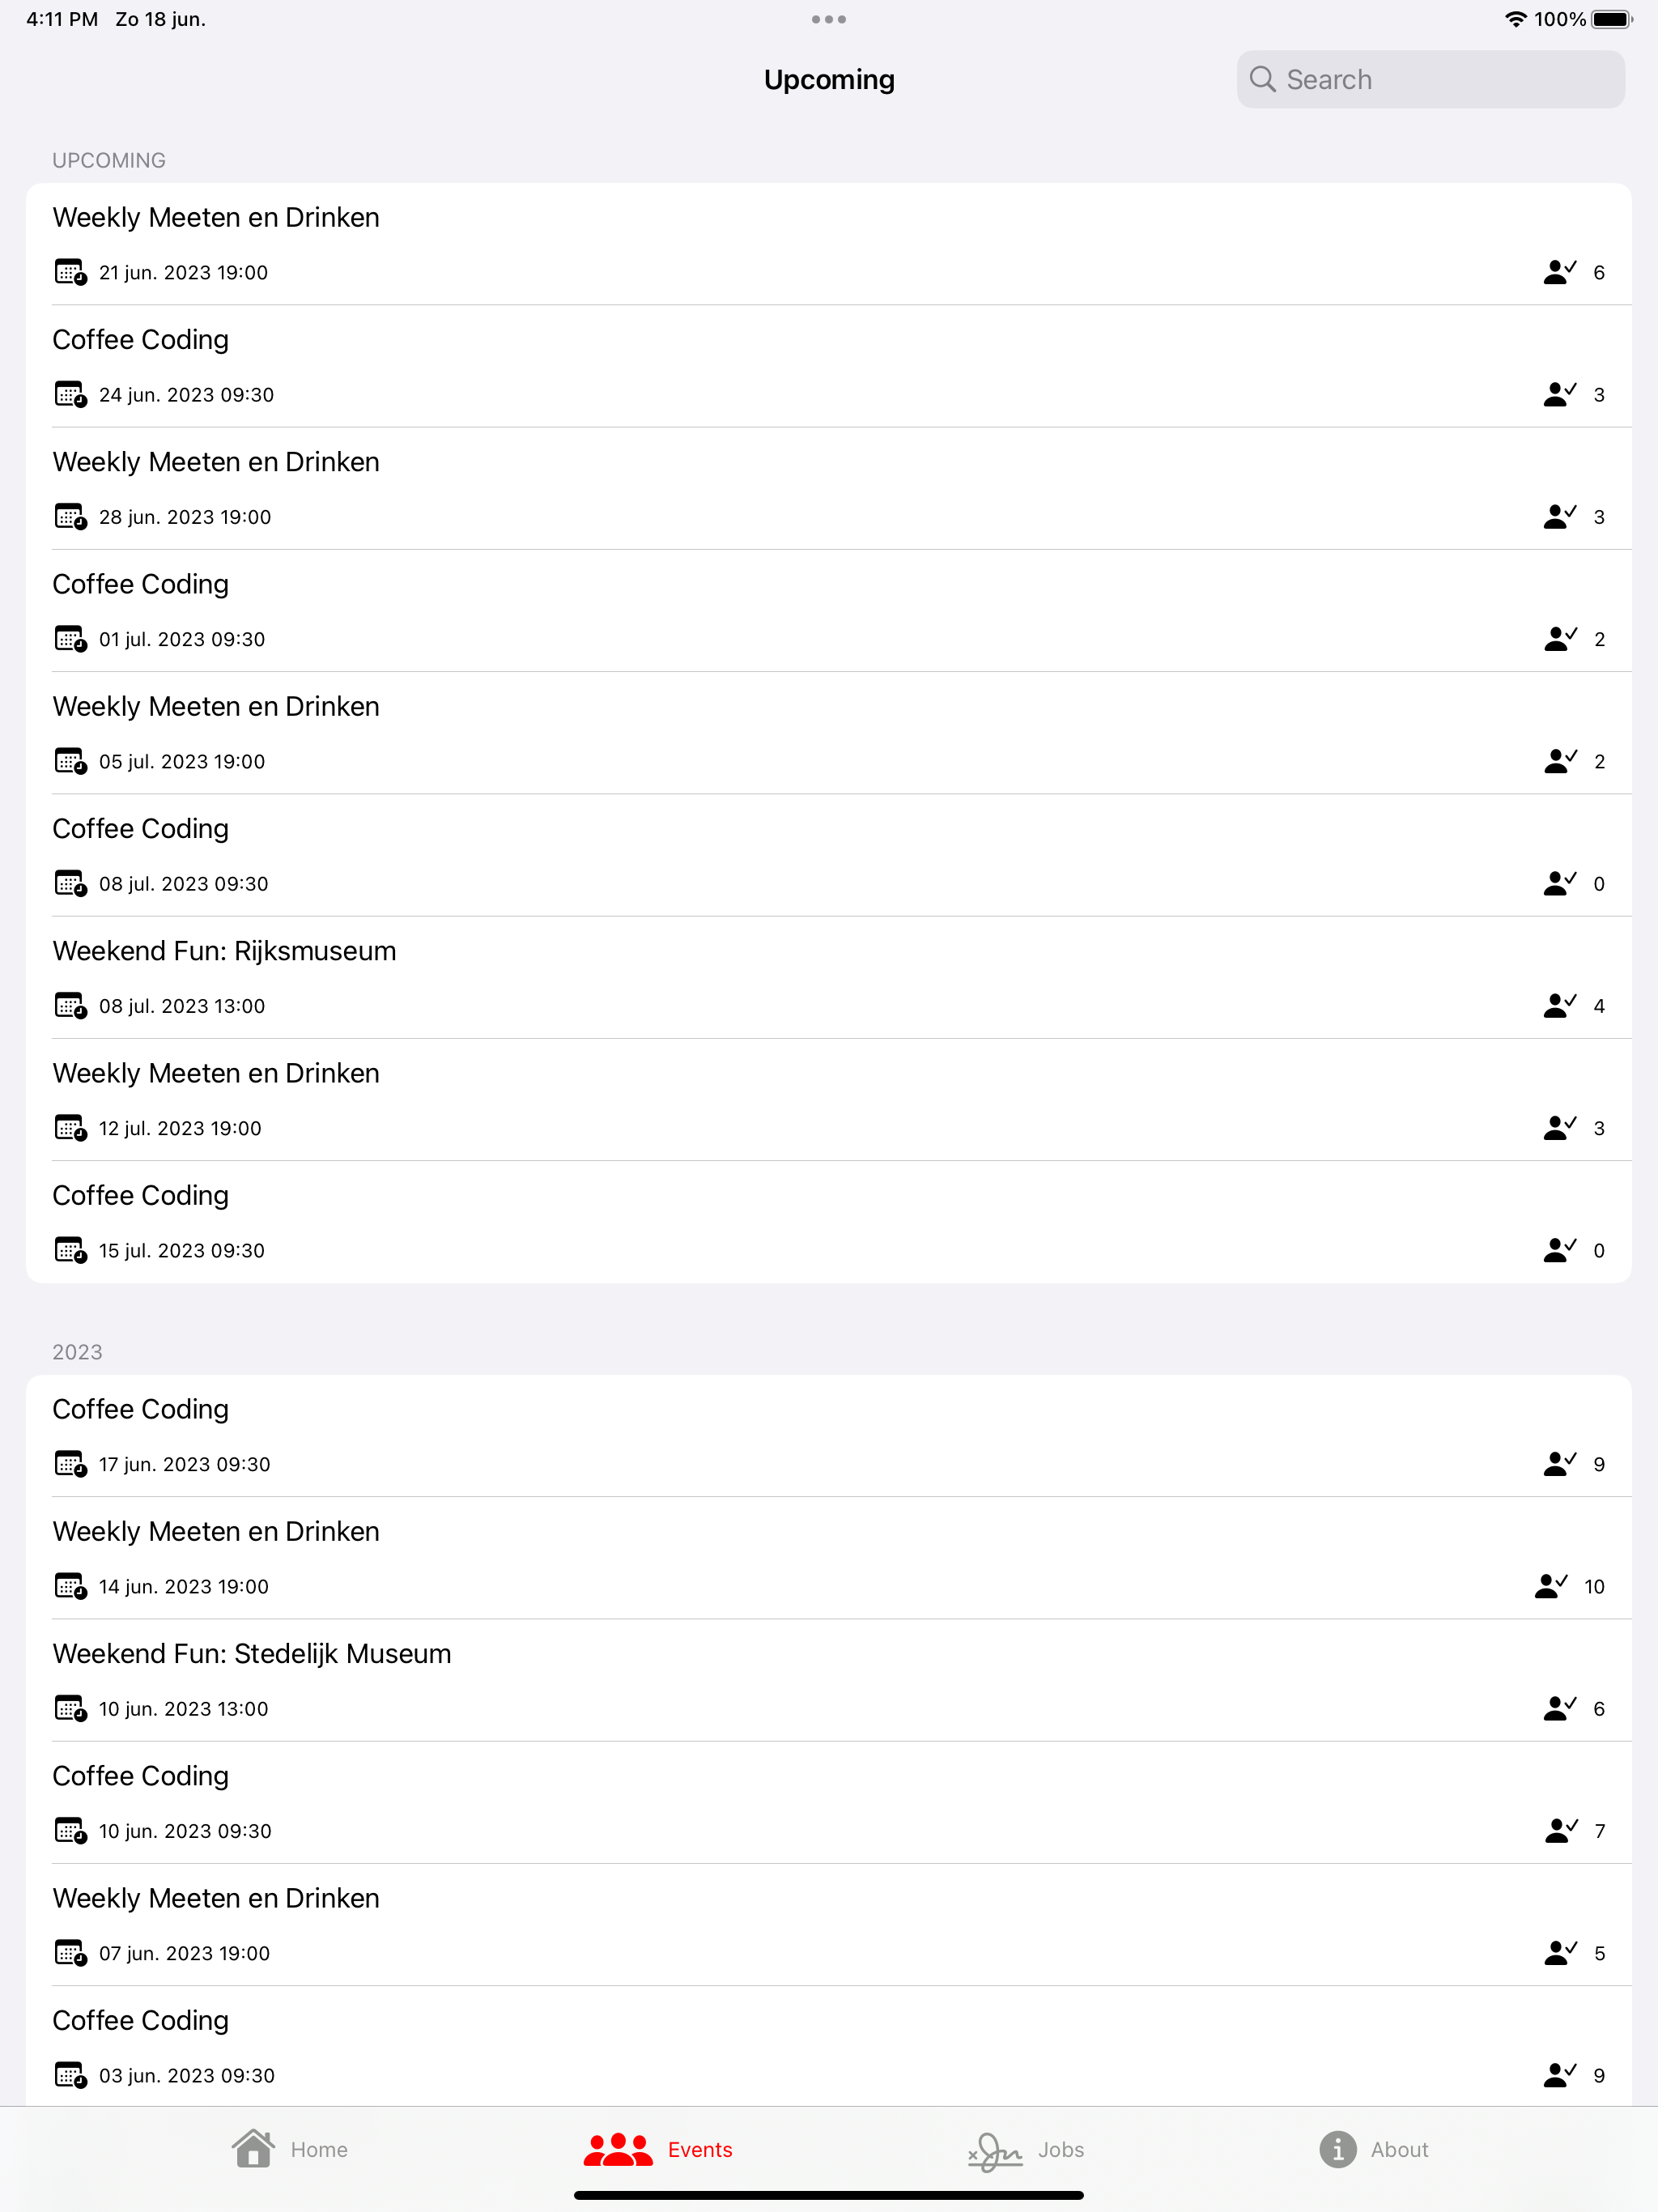 4:11 PM Zo 18 jun.
100%
Upcoming
Search
UPCOMING
Weekly Meeten en Drinken
21 jun. 2023 19:00 6
Coffee Coding
24 jun. 2023 09:30 3
Weekly Meeten en Drinken
28 jun. 2023 19:00 3
Coffee Coding
01 jul. 2023 09:30 2
Weekly Meeten en Drinken
05 jul. 2023 19:00 2
Coffee Coding
08 jul. 2023 09:30 0
Weekend Fun: Rijksmuseum
08 jul. 2023 13:00 4
Weekly Meeten en Drinken
12 jul. 2023 19:00 3
Coffee Coding
15 jul. 2023 09:30 0
2023
Coffee Coding
17 jun. 2023 09:30 9
Weekly Meeten en Drinken
14 jun. 2023 19:00 10
Weekend Fun: Stedelijk Museum
10 jun. 2023 13:00 6
Coffee Coding
10 jun. 2023 09:30 7
Weekly Meeten en Drinken
07 jun. 2023 19:00 5
Coffee Coding
03 jun. 2023 09:30 9
Home Events Jobs About